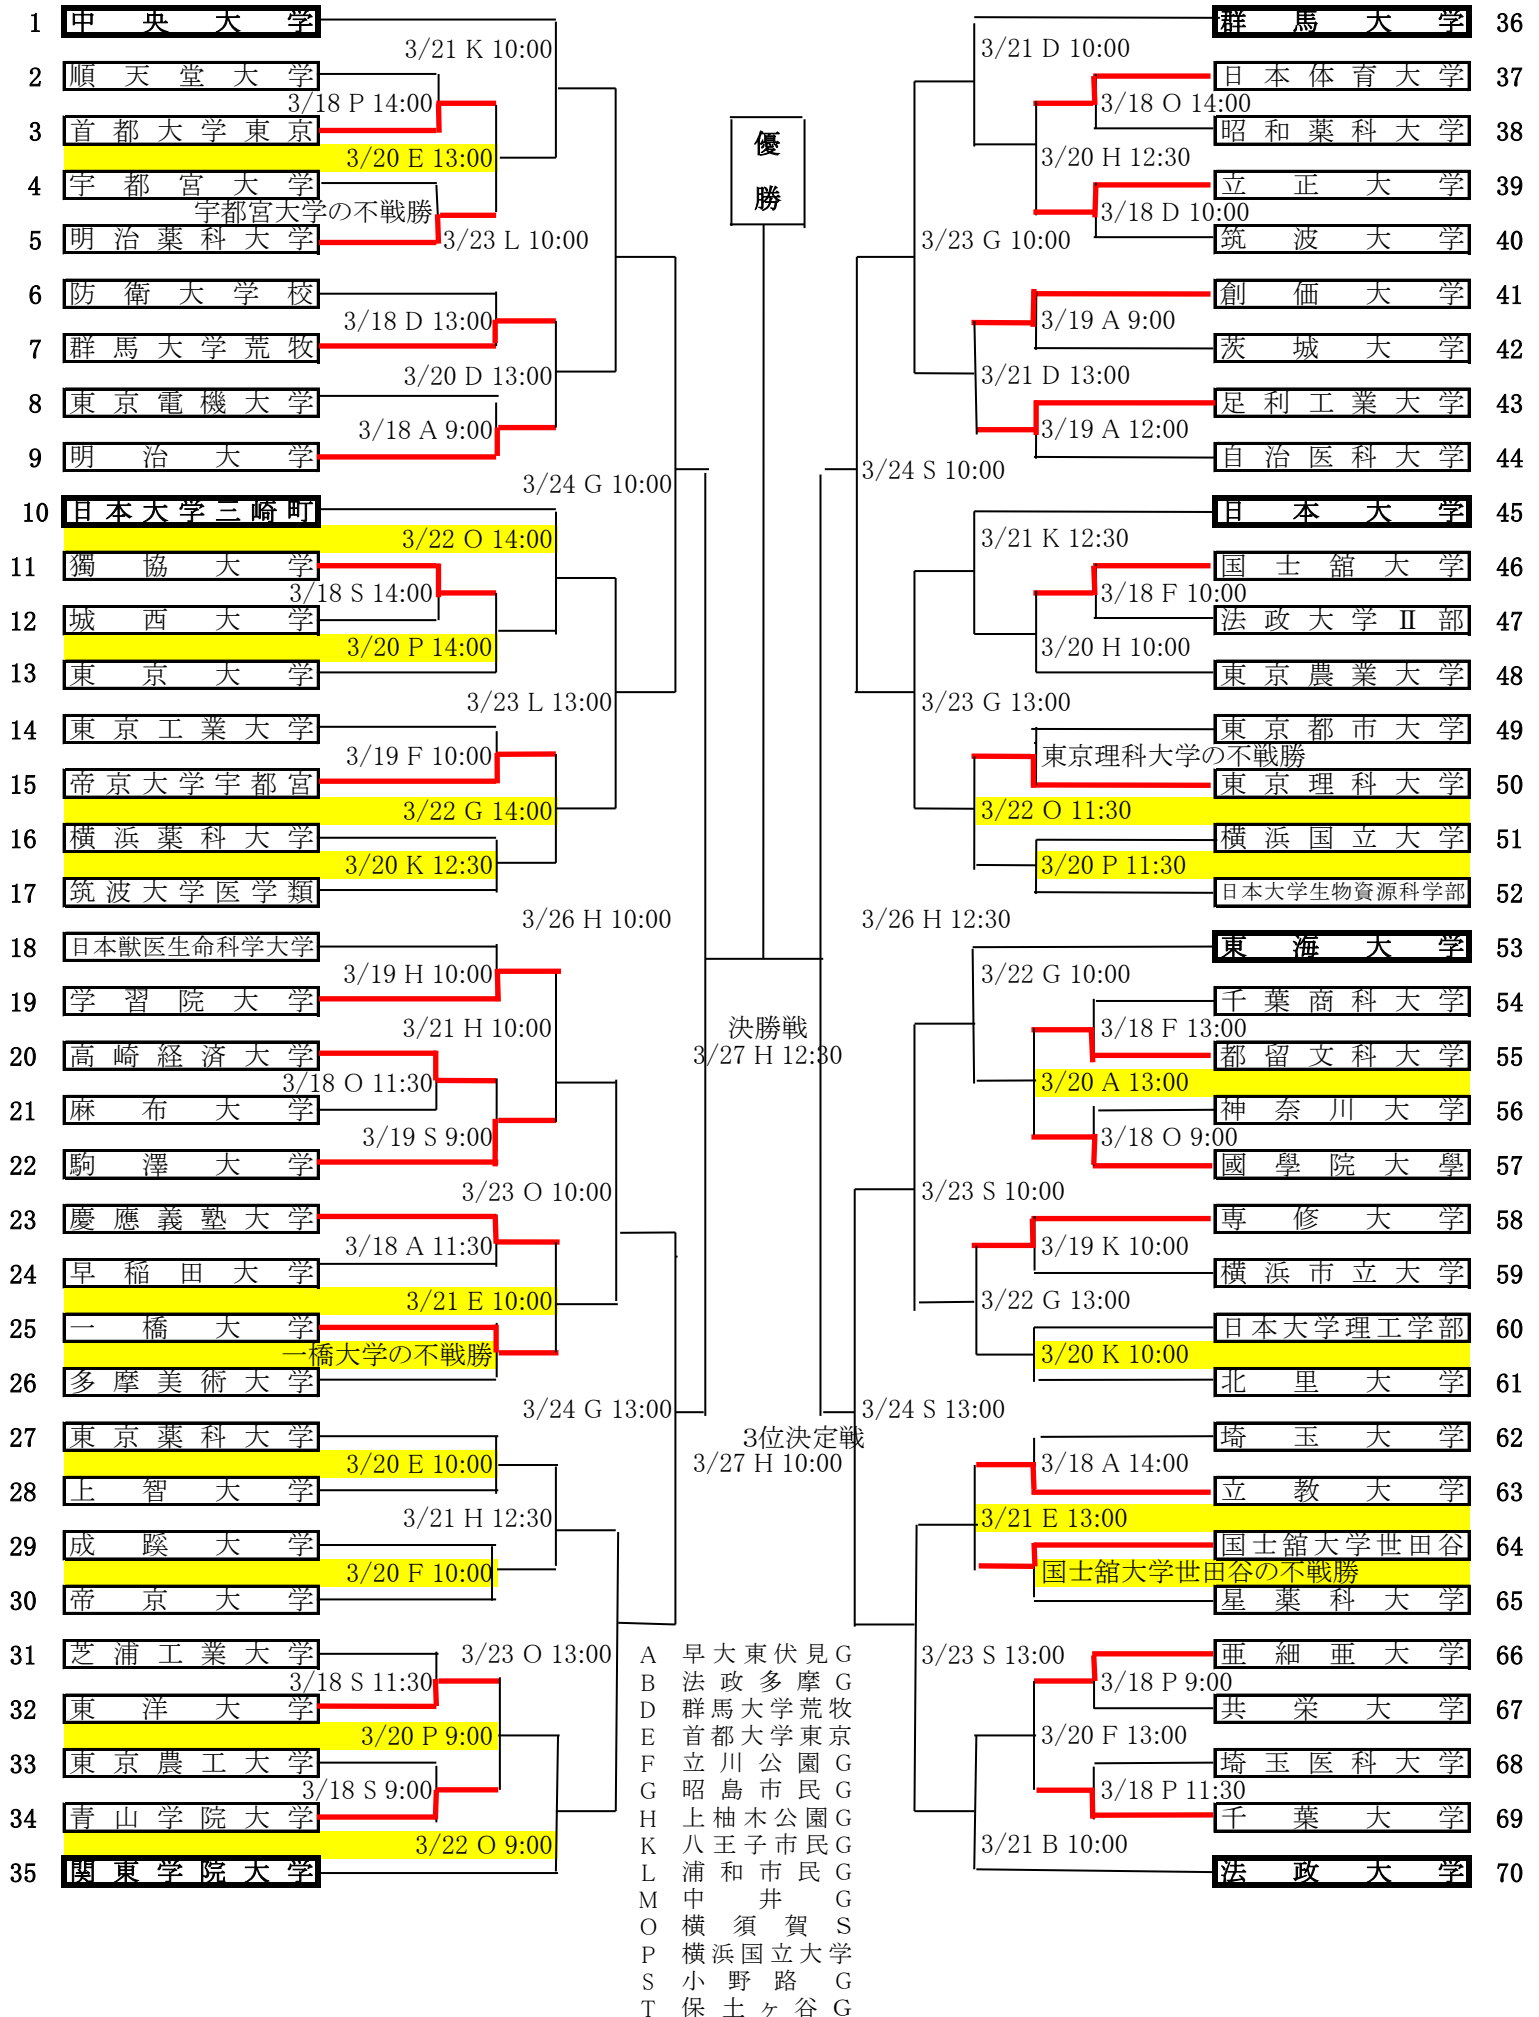 1 中央大学
3/21 K 10:00
2 順天堂大学
3/18 P 14:00
3 首都大学東京
3/20 E 13:00
4 宇都宮大学
宇都宮大学の不戦勝
5 明治薬科大学
3/23 L 10:00
6 防衛大学校
3/18 D 13:00
7 群馬大学荒牧
3/20 D 13:00
8 東京電機大学
3/18 A 9:00
9 明治大学
3/24 G 10:00
10 日本大学三崎町
3/22 O 14:00
11 獨協大学
3/18 S 14:00
12 城西大学
3/20 P 14:00
13 東京大学
3/23 L 13:00
14 東京工業大学
3/19 F 10:00
15 帝京大学宇都宮
3/22 G 14:00
16 横浜薬科大学
3/20 K 12:30
17 筑波大学医学類
3/26 H 10:00
18 日本獣医生命科学大学
3/19 H 10:00
19 学習院大学
3/21 H 10:00
20 高崎経済大学
3/18 O 11:30
21 麻布大学
3/19 S 9:00
22 駒澤大学
3/23 O 10:00
23 慶應義塾大学
3/18 A 11:30
24 早稲田大学
3/21 E 10:00
25 一橋大学
一橋大学の不戦勝
26 多摩美術大学
3/24 G 13:00
27 東京薬科大学
3/20 E 10:00
28 上智大学
3/21 H 12:30
29 成蹊大学
3/20 F 10:00
30 帝京大学
3/23 O 13:00
31 芝浦工業大学
3/18 S 11:30
32 東洋大学
3/20 P 9:00
33 東京農工大学
3/18 S 9:00
34 青山学院大学
3/22 O 9:00
35 関東学院大学
優
勝
決勝戦
3/27 H 12:30
3位決定戦
3/27 H 10:00
A 早大東伏見G
B 法政多摩G
D 群馬大学荒牧
E 首都大学東京
F 立川公園G
G 昭島市民G
H 上柚木公園G
K 八王子市民G
L 浦和市民G
M 中井G
O 横須賀S
P 横浜国立大学
S 小野路G
T 保土ヶ谷G
群馬大学 36
3/21 D 10:00
日本体育大学 37
3/18 O 14:00
昭和薬科大学 38
3/20 H 12:30
立正大学 39
3/18 D 10:00
筑波大学 40
3/23 G 10:00
創価大学 41
3/19 A 9:00
茨城大学 42
3/21 D 13:00
足利工業大学 43
3/19 A 12:00
自治医科大学 44
3/24 S 10:00
日本大学 45
3/21 K 12:30
国士舘大学 46
3/18 F 10:00
法政大学Ⅱ部 47
3/20 H 10:00
東京農業大学 48
3/23 G 13:00
東京都市大学 49
東京理科大学の不戦勝
東京理科大学 50
3/22 O 11:30
横浜国立大学 51
3/20 P 11:30
日本大学生物資源科学部 52
3/26 H 12:30
東海大学 53
3/22 G 10:00
千葉商科大学 54
3/18 F 13:00
都留文科大学 55
3/20 A 13:00
神奈川大学 56
3/18 O 9:00
國學院大學 57
3/23 S 10:00
専修大学 58
3/19 K 10:00
横浜市立大学 59
3/22 G 13:00
日本大学理工学部 60
3/20 K 10:00
北里大学 61
3/24 S 13:00
埼玉大学 62
3/18 A 14:00
立教大学 63
3/21 E 13:00
国士舘大学世田谷 64
国士舘大学世田谷の不戦勝
星薬科大学 65
3/23 S 13:00
亜細亜大学 66
3/18 P 9:00
共栄大学 67
3/20 F 13:00
埼玉医科大学 68
3/18 P 11:30
千葉大学 69
3/21 B 10:00
法政大学 70